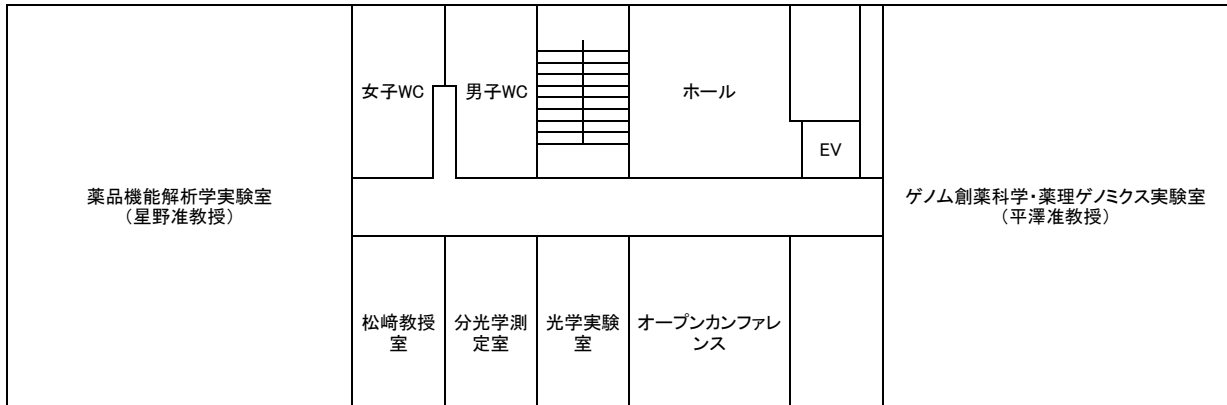 女子WC
男子WC
ホール
EV
薬品機能解析学実験室
（星野准教授）
ゲノム創薬科学・薬理ゲノミクス実験室
（平澤准教授）
松﨑教授
室
分光学測
定室
光学実験
室
オープンカンファレ
ンス